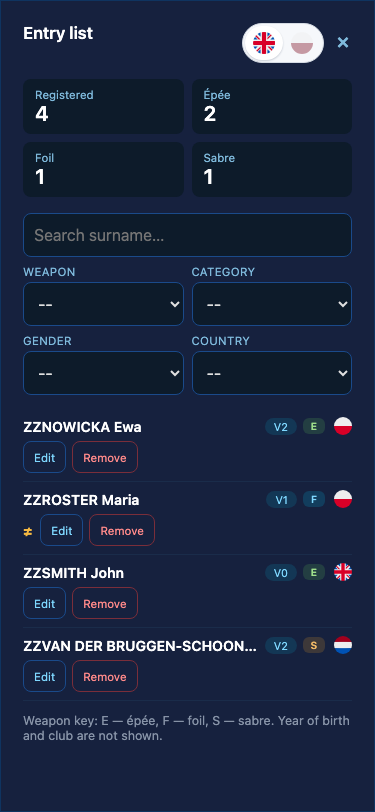 Entry list
×
Registered
4
Épée
2
Foil
1
Sabre
1
Search surname...
WEAPON
CATEGORY
--
--
GENDER
COUNTRY
--
--
ZZNOWICKA Ewa V2 E
Edit Remove
ZZROSTER Maria V1 F
≠ Edit Remove
ZZSMITH John V0 E
Edit Remove
ZZVAN DER BRUGGEN-SCHOON... V2 S
Edit Remove
Weapon key: E — épée, F — foil, S — sabre. Year of birth
and club are not shown.